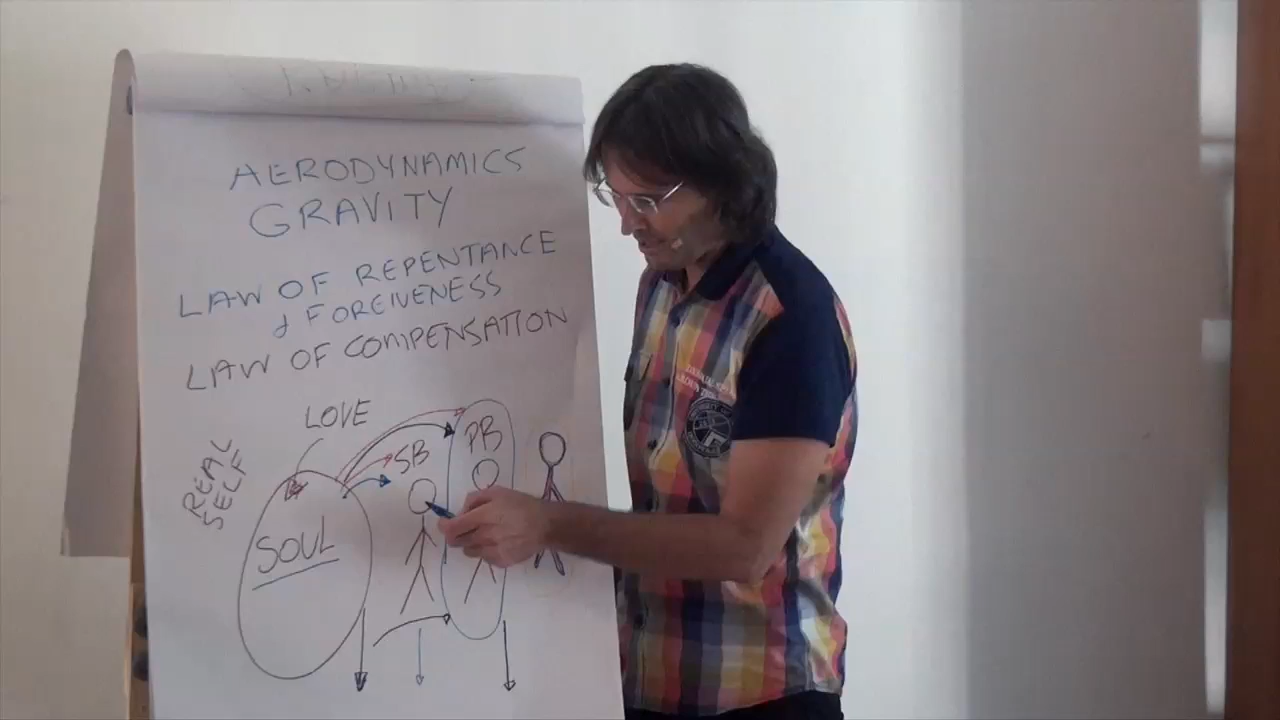 AERODYNAMICS
GRAVITY
LAW OF REPENTANCE
& FORGIVENESS
LAW OF COMPENSATION
LOVE
REAL
SELF
SOUL
SB
PB